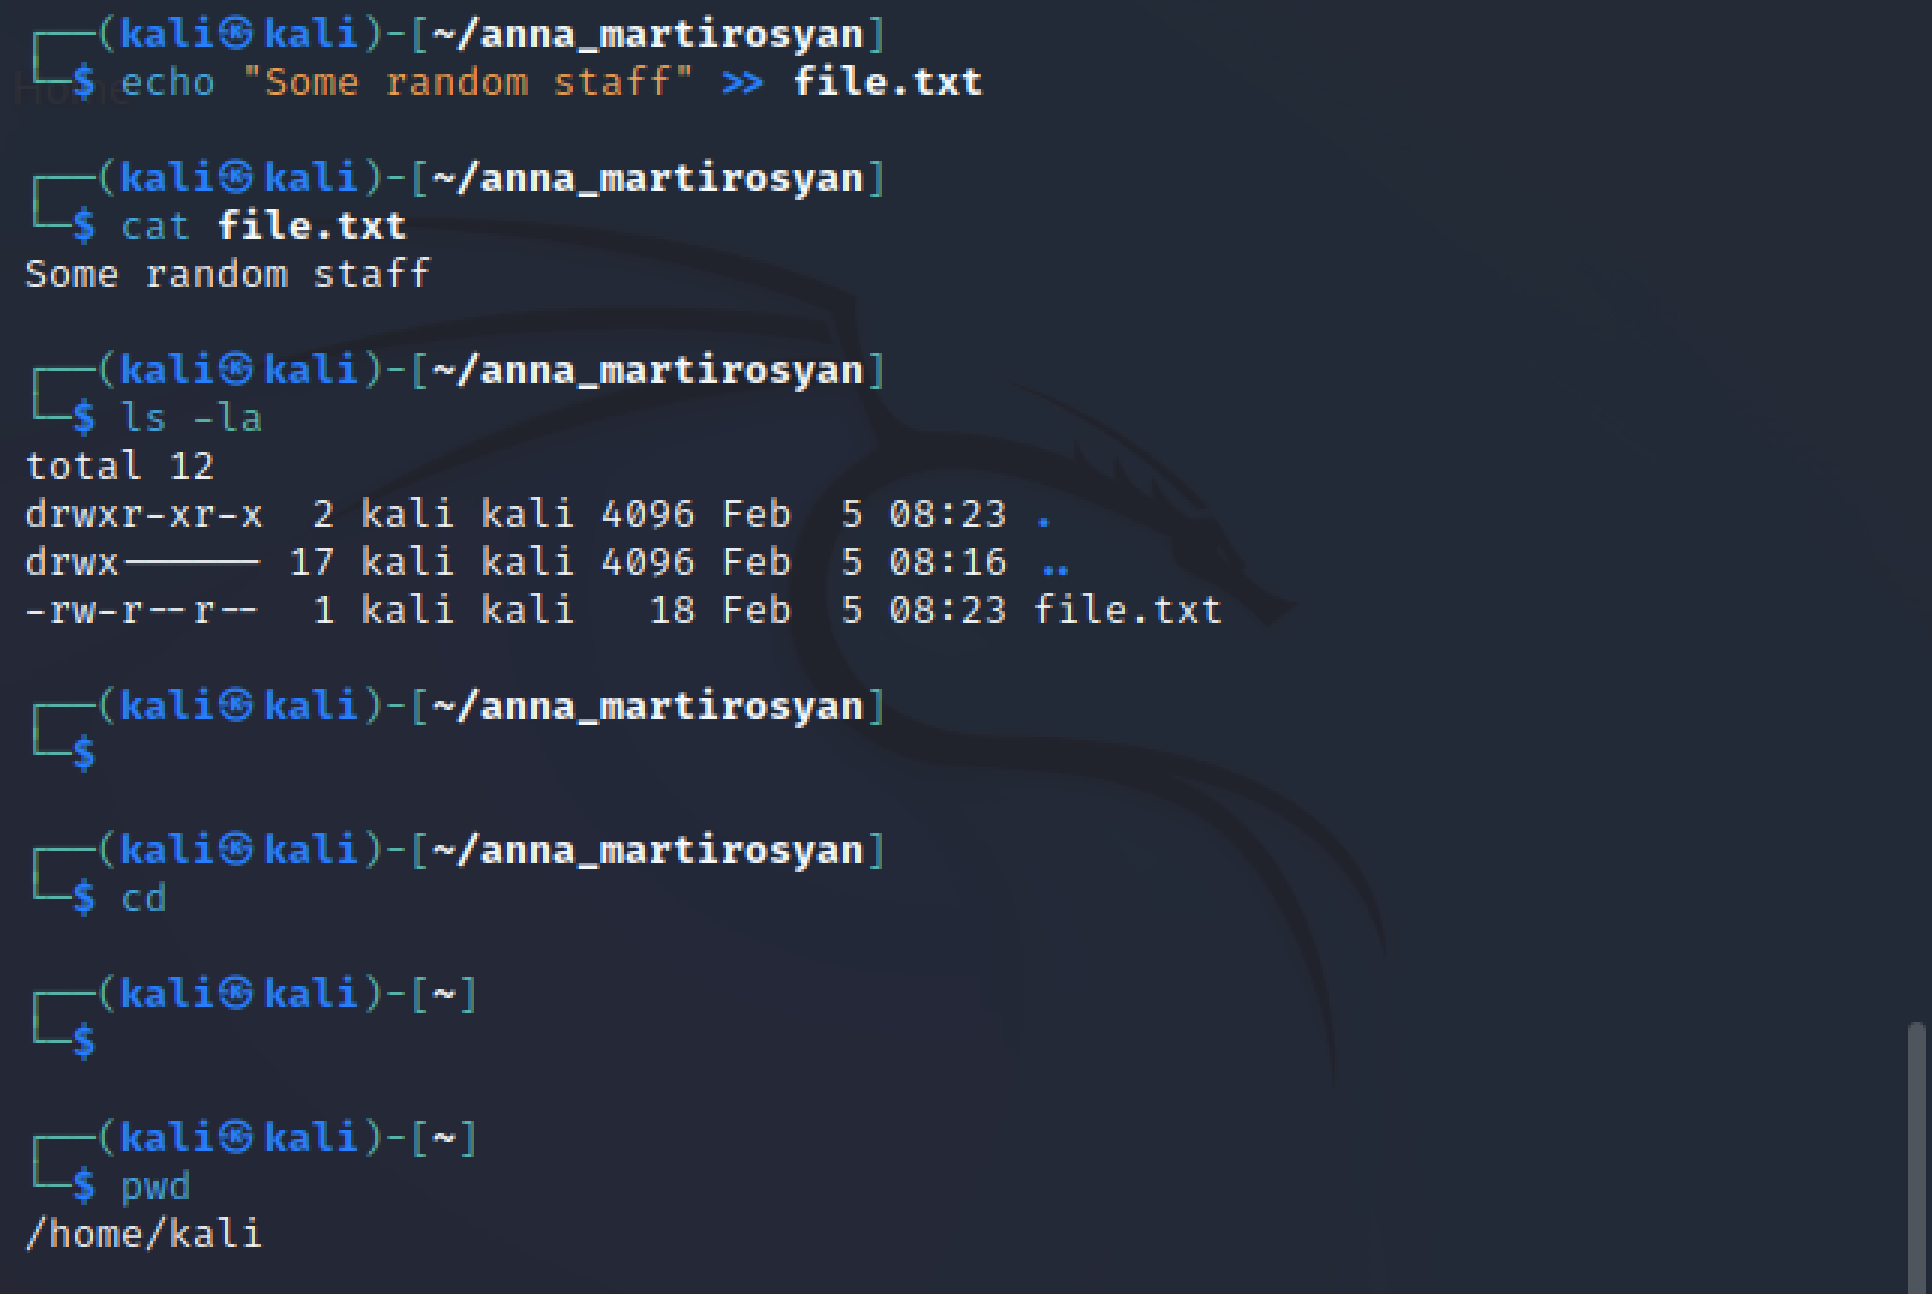 ┌──(kali㉿kali)-[~/anna_martirosyan]
└─$ echo "Some random staff" >> file.txt
┌──(kali㉿kali)-[~/anna_martirosyan]
└─$ cat file.txt
Some random staff
┌──(kali㉿kali)-[~/anna_martirosyan]
└─$ ls -la
total 12
drwxr-xr-x  2 kali kali 4096 Feb  5 08:23 .
drwx------ 17 kali kali 4096 Feb  5 08:16 ..
-rw-r--r--  1 kali kali   18 Feb  5 08:23 file.txt
┌──(kali㉿kali)-[~/anna_martirosyan]
└─$
┌──(kali㉿kali)-[~/anna_martirosyan]
└─$ cd
┌──(kali㉿kali)-[~]
└─$
┌──(kali㉿kali)-[~]
└─$ pwd
/home/kali
Home